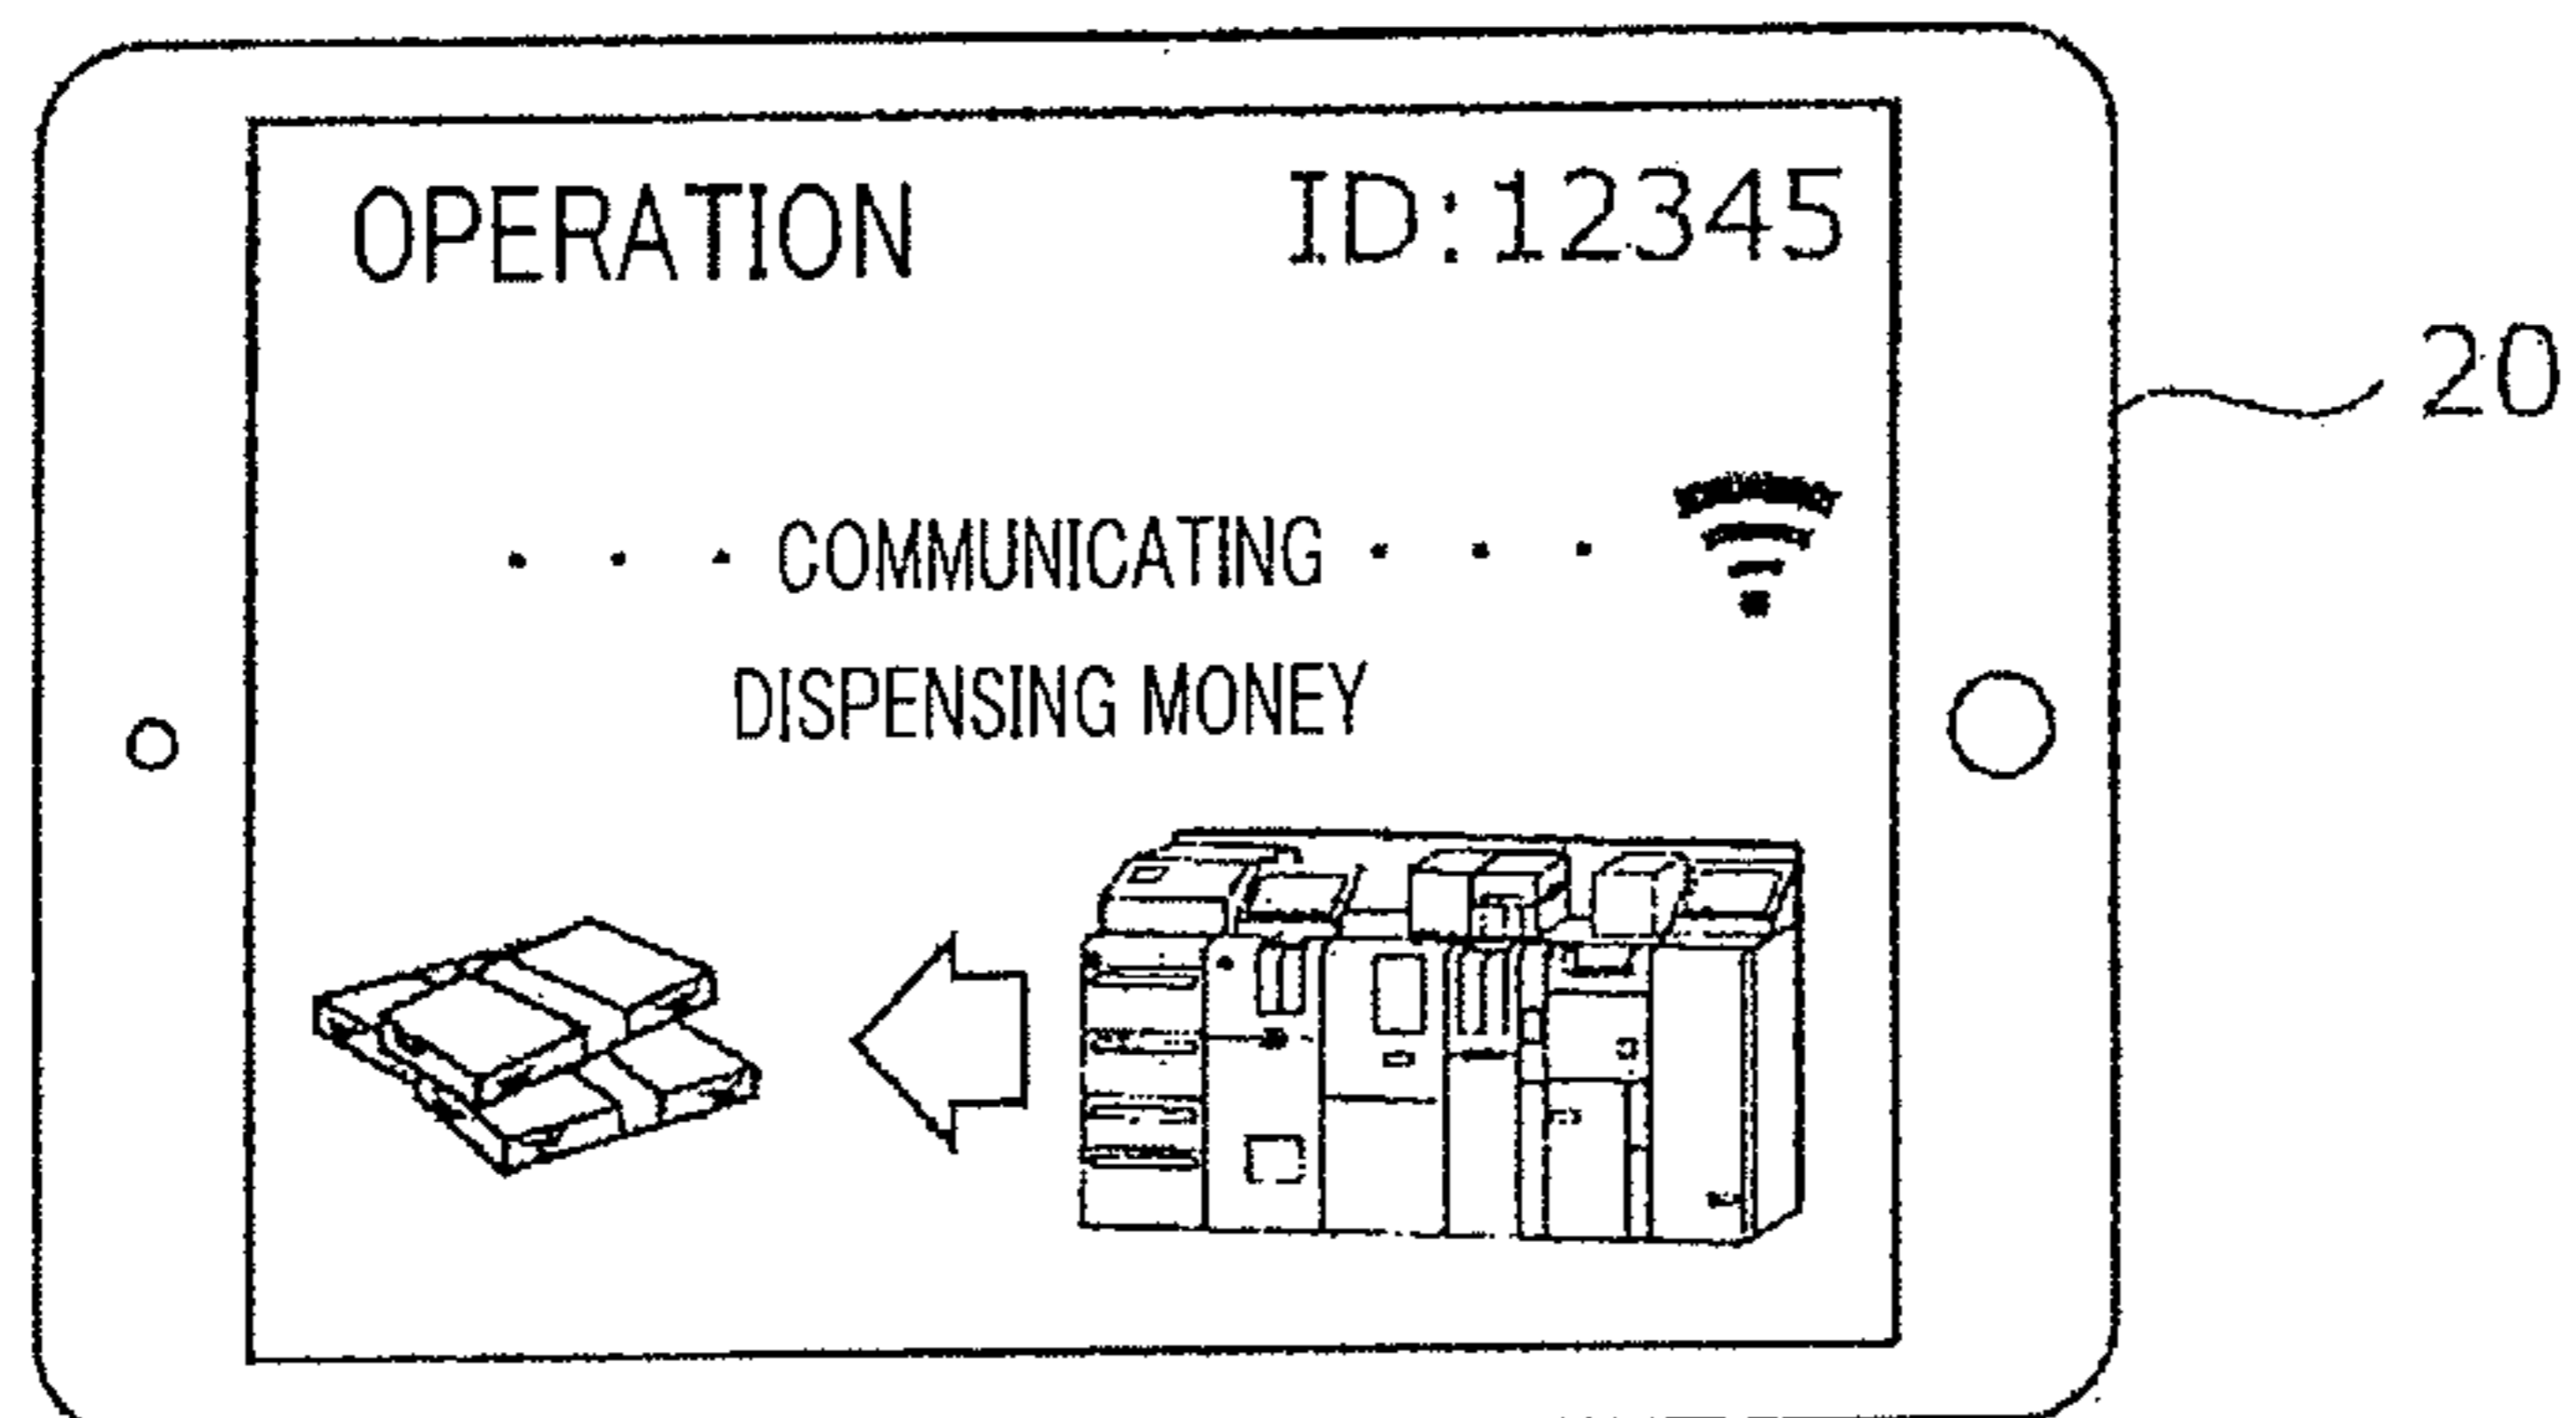 OPERATION ID:12345
20
· · · COMMUNICATING · · ·
DISPENSING MONEY